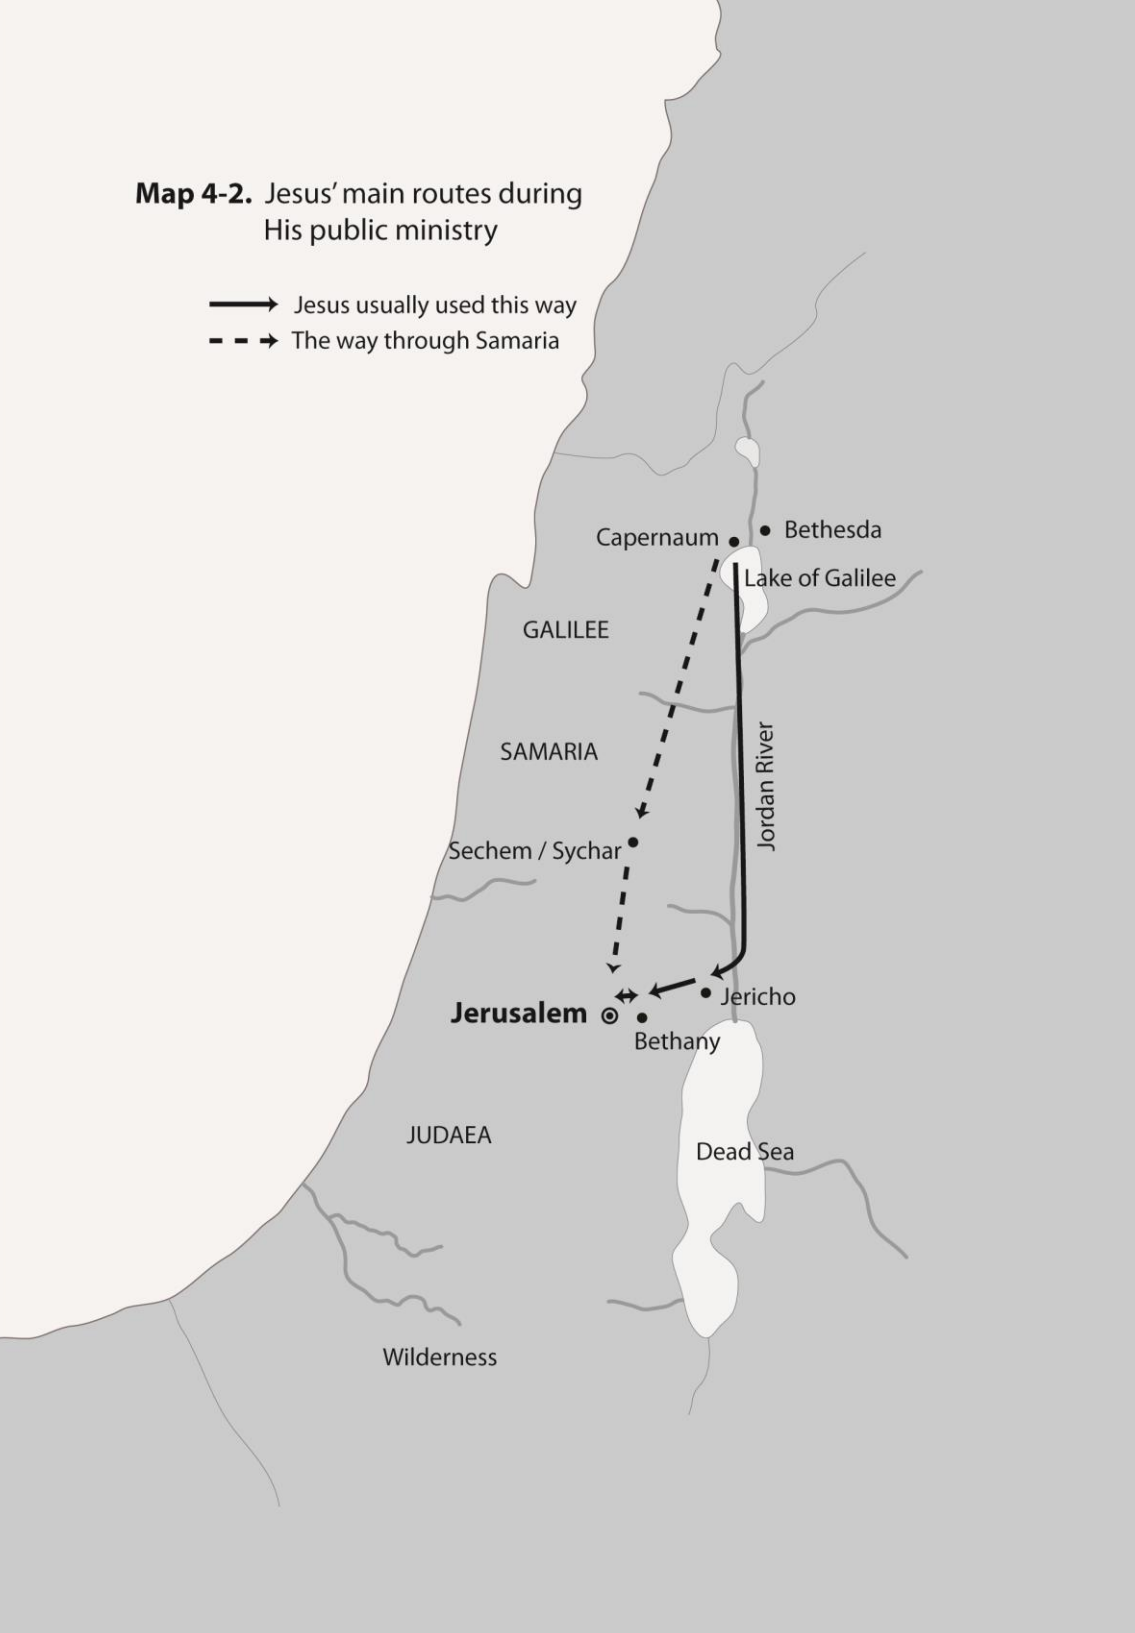 Map 4-2. Jesus' main routes during
His public ministry
Jesus usually used this way
The way through Samaria
Capernaum
Bethesda
Lake of Galilee
GALILEE
SAMARIA
Jordan River
Sechem / Sychar
Jericho
Jerusalem
Bethany
JUDAEA
Dead Sea
Wilderness